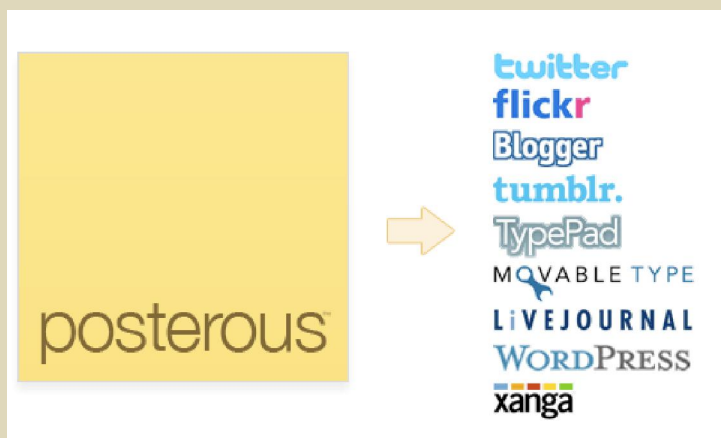 posterous
twitter
flickr
Blogger
tumblr.
TypePad
MOVABLE TYPE
LiVEJOURNAL
WORDPRESS
xanga